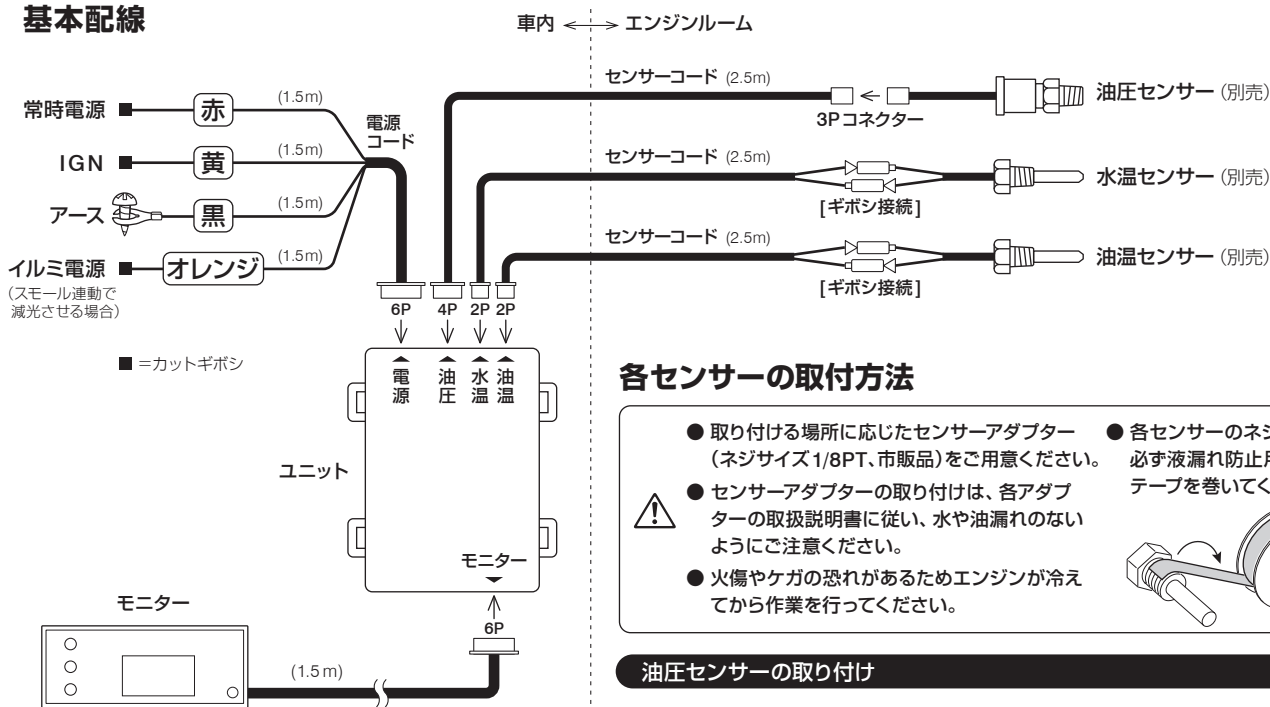 基本配線
車内
エンジンルーム
常時電源
赤
(1.5m)
IGN
黄
(1.5m)
アース
黒
(1.5m)
イルミ電源
オレンジ
(1.5m)
(スモール連動で
減光させる場合)
■=カットギボシ
電源
コード
センサーコード (2.5m)
3Pコネクター
油圧センサー (別売)
センサーコード (2.5m)
[ギボシ接続]
水温センサー (別売)
センサーコード (2.5m)
[ギボシ接続]
油温センサー (別売)
6P
4P
2P
2P
電源
油圧
水温
油温
ユニット
モニター
6P
モニター
(1.5m)
各センサーの取付方法
● 取り付ける場所に応じたセンサーアダプター
(ネジサイズ1/8PT、市販品)をご用意ください。
● センサーアダプターの取り付けは、各アダプ
ターの取扱説明書に従い、水や油漏れのない
ようにご注意ください。
● 火傷やケガの恐れがあるためエンジンが冷え
てから作業を行ってください。
● 各センサーのネジ
必ず液漏れ防止
テープを巻いてく
油圧センサーの取り付け